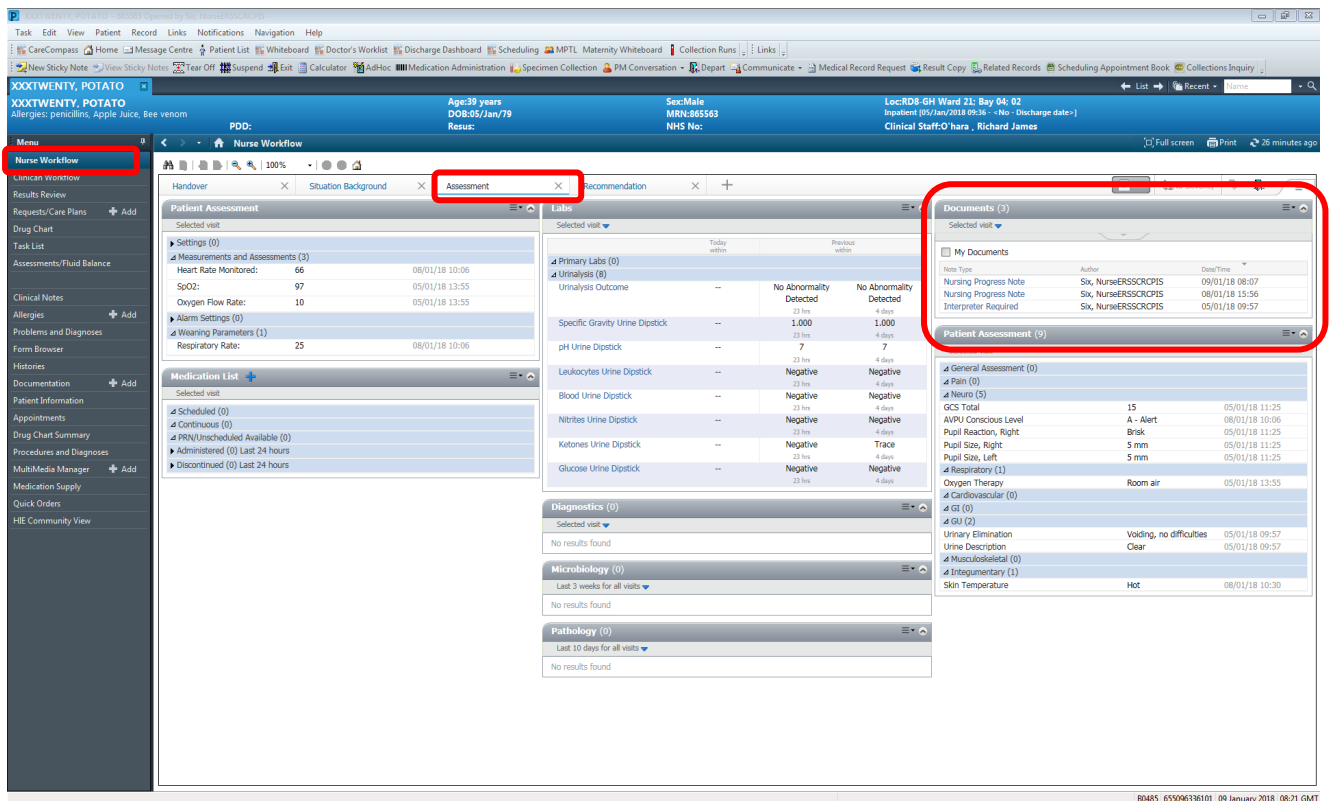 XXXTWENTY, POTATO - 865563 Opened by Six, NurseERSSCRCPIS
Task Edit View Patient Record Links Notifications Navigation Help
CareCompass Home Message Centre Patient List Whiteboard Doctor's Worklist Discharge Dashboard Scheduling MPTL Maternity Whiteboard Collection Runs Links
New Sticky Note View Sticky Notes Tear Off Suspend Exit Calculator AdHoc Medication Administration Specimen Collection PM Conversation Depart Communicate Medical Record Request Result Copy Related Records Scheduling Appointment Book Collections Inquiry
XXXTWENTY, POTATO List Recent Name
XXXTWENTY, POTATO Age:39 years Sex:Male Loc:RD8-GH Ward 21; Bay 04; 02
Allergies: penicillins, Apple Juice, Bee venom DOB:05/Jan/79 MRN:865563 Inpatient [05/Jan/2018 09:36 - <No - Discharge date>]
PDD: Resus: NHS No: Clinical Staff:O'hara , Richard James
Menu Nurse Workflow Full screen Print 26 minutes ago
Nurse Workflow
Clinican Workflow
Results Review
Requests/Care Plans Add
Drug Chart
Task List
Assessments/Fluid Balance
Clinical Notes
Allergies Add
Problems and Diagnoses
Form Browser
Histories
Documentation Add
Patient Information
Appointments
Drug Chart Summary
Procedures and Diagnoses
MultiMedia Manager Add
Medication Supply
Quick Orders
HIE Community View
100%
Handover Situation Background Assessment Recommendation
Patient Assessment
Selected visit
Settings (0)
Measurements and Assessments (3)
Heart Rate Monitored: 66 08/01/18 10:06
SpO2: 97 05/01/18 13:55
Oxygen Flow Rate: 10 05/01/18 13:55
Alarm Settings (0)
Weaning Parameters (1)
Respiratory Rate: 25 08/01/18 10:06
Medication List
Selected visit
Scheduled (0)
Continuous (0)
PRN/Unscheduled Available (0)
Administered (0) Last 24 hours
Discontinued (0) Last 24 hours
Labs
Selected visit
Today Previous
within within
Primary Labs (0)
Urinalysis (8)
Urinalysis Outcome -- No Abnormality No Abnormality
Detected Detected
23 hrs 4 days
Specific Gravity Urine Dipstick -- 1.000 1.000
23 hrs 4 days
pH Urine Dipstick -- 7 7
23 hrs 4 days
Leukocytes Urine Dipstick -- Negative Negative
23 hrs 4 days
Blood Urine Dipstick -- Negative Negative
23 hrs 4 days
Nitrites Urine Dipstick -- Negative Negative
23 hrs 4 days
Ketones Urine Dipstick -- Negative Trace
23 hrs 4 days
Glucose Urine Dipstick -- Negative Negative
23 hrs 4 days
Diagnostics (0)
Selected visit
No results found
Microbiology (0)
Last 3 weeks for all visits
No results found
Pathology (0)
Last 10 days for all visits
No results found
Documents (3)
Selected visit
My Documents
Note Type Author Date/Time
Nursing Progress Note Six, NurseERSSCRCPIS 09/01/18 08:07
Nursing Progress Note Six, NurseERSSCRCPIS 08/01/18 15:56
Interpreter Required Six, NurseERSSCRCPIS 05/01/18 09:57
Patient Assessment (9)
General Assessment (0)
Pain (0)
Neuro (5)
GCS Total 15 05/01/18 11:25
AVPU Conscious Level A - Alert 08/01/18 10:06
Pupil Reaction, Right Brisk 05/01/18 11:25
Pupil Size, Right 5 mm 05/01/18 11:25
Pupil Size, Left 5 mm 05/01/18 11:25
Respiratory (1)
Oxygen Therapy Room air 05/01/18 13:55
Cardiovascular (0)
GI (0)
GU (2)
Urinary Elimination Voiding, no difficulties 05/01/18 09:57
Urine Description Clear 05/01/18 09:57
Musculoskeletal (0)
Integumentary (1)
Skin Temperature Hot 08/01/18 10:30
B0485 655096336101 09 January 2018 08:21 GMT